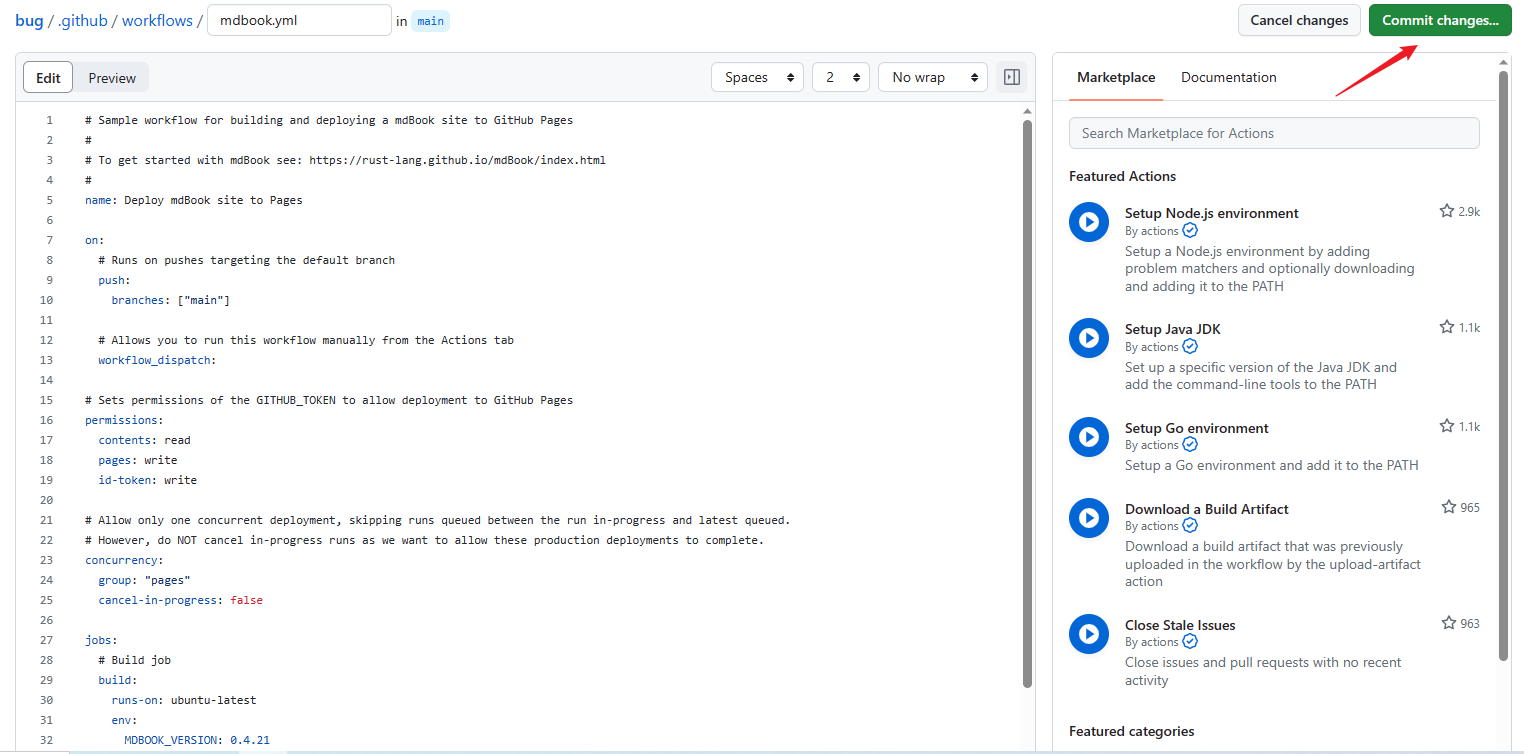 bug / .github / workflows / mdbook.yml in main
Cancel changes
Commit changes...
Edit
Preview
Spaces
2
No wrap
1 # Sample workflow for building and deploying a mdBook site to GitHub Pages
2 #
3 # To get started with mdBook see: https://rust-lang.github.io/mdBook/index.html
4 #
5 name: Deploy mdBook site to Pages
6
7 on:
8 # Runs on pushes targeting the default branch
9 push:
10 branches: ["main"]
11
12 # Allows you to run this workflow manually from the Actions tab
13 workflow_dispatch:
14
15 # Sets permissions of the GITHUB_TOKEN to allow deployment to GitHub Pages
16 permissions:
17 contents: read
18 pages: write
19 id-token: write
20
21 # Allow only one concurrent deployment, skipping runs queued between the run in-progress and latest queued.
22 # However, do NOT cancel in-progress runs as we want to allow these production deployments to complete.
23 concurrency:
24 group: "pages"
25 cancel-in-progress: false
26
27 jobs:
28 # Build job
29 build:
30 runs-on: ubuntu-latest
31 env:
32 MDBOOK_VERSION: 0.4.21
Marketplace
Documentation
Search Marketplace for Actions
Featured Actions
Setup Node.js environment
2.9k
By actions
Setup a Node.js environment by adding
problem matchers and optionally downloading
and adding it to the PATH
Setup Java JDK
1.1k
By actions
Set up a specific version of the Java JDK and
add the command-line tools to the PATH
Setup Go environment
1.1k
By actions
Setup a Go environment and add it to the PATH
Download a Build Artifact
965
By actions
Download a build artifact that was previously
uploaded in the workflow by the upload-artifact
action
Close Stale Issues
963
By actions
Close issues and pull requests with no recent
activity
Featured categories